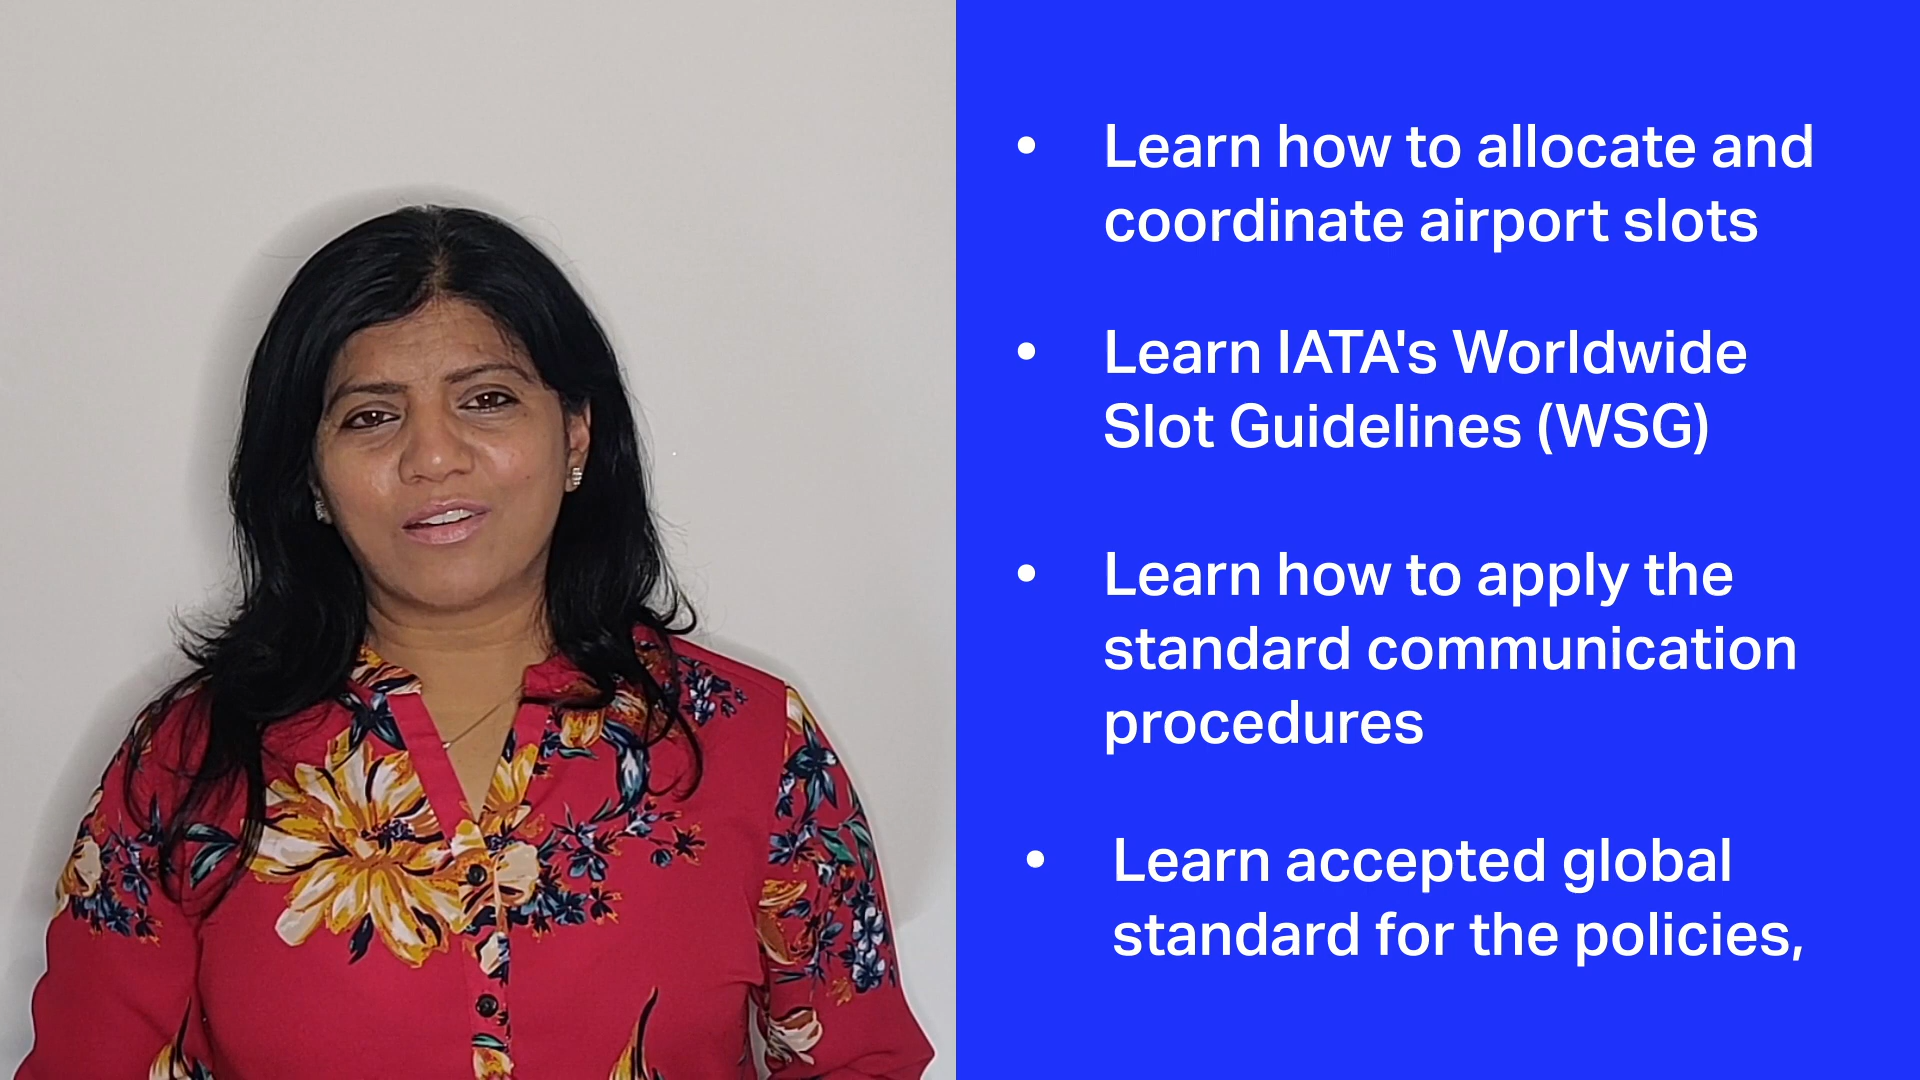 • Learn how to allocate and
coordinate airport slots
• Learn IATA's Worldwide
Slot Guidelines (WSG)
• Learn how to apply the
standard communication
procedures
• Learn accepted global
standard for the policies,